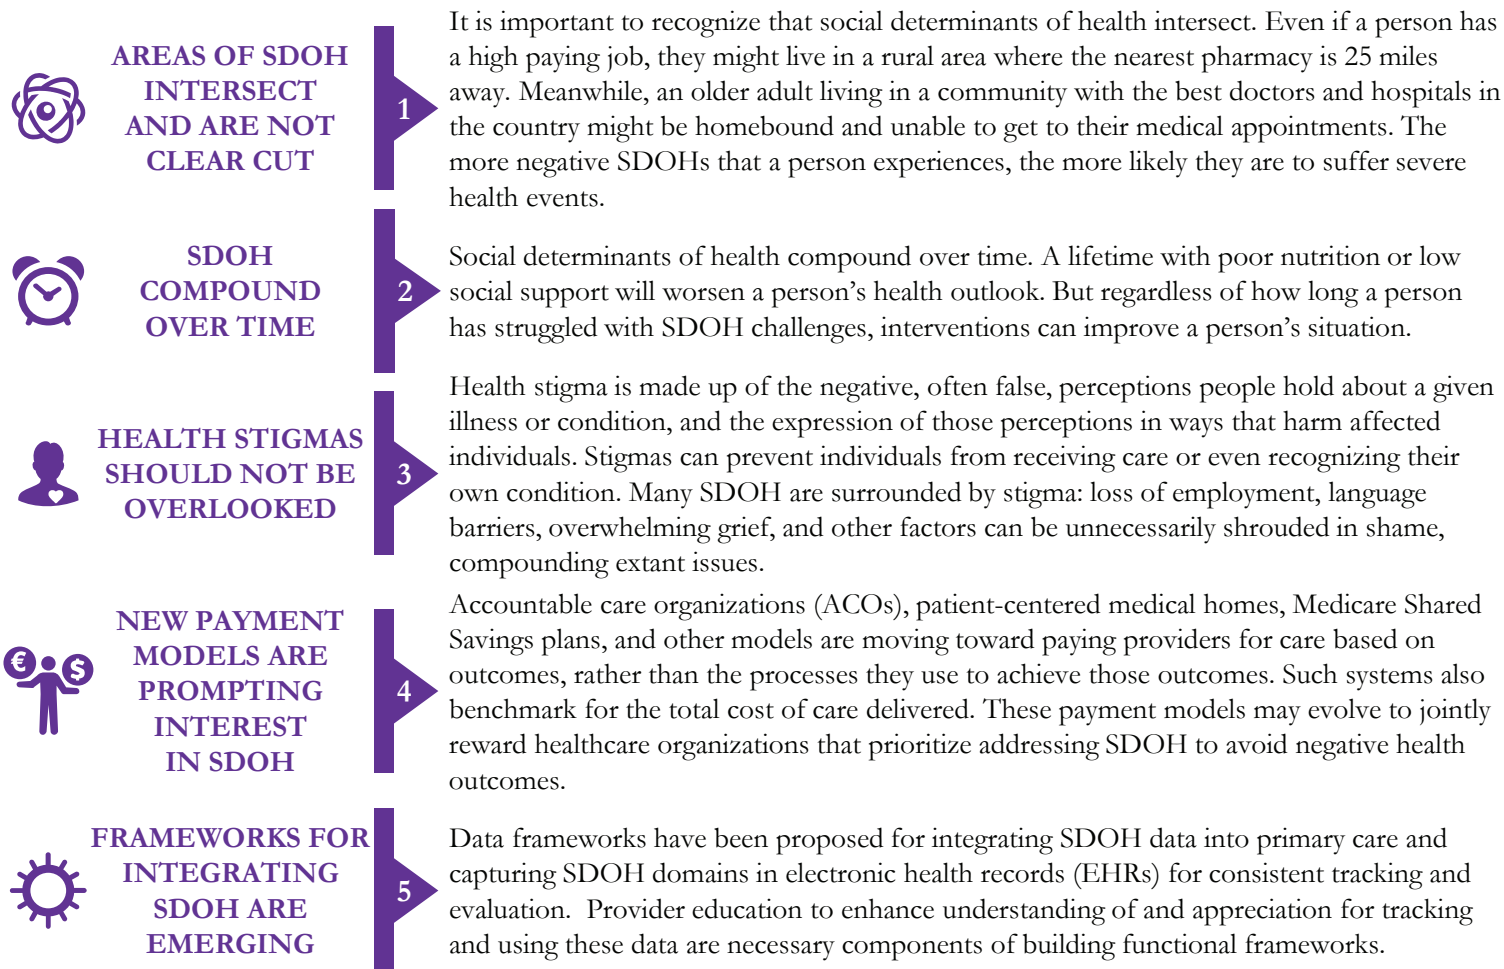 AREAS OF SDOH
INTERSECT
AND ARE NOT
CLEAR CUT
1
It is important to recognize that social determinants of health intersect. Even if a person has
a high paying job, they might live in a rural area where the nearest pharmacy is 25 miles
away. Meanwhile, an older adult living in a community with the best doctors and hospitals in
the country might be homebound and unable to get to their medical appointments. The
more negative SDOHs that a person experiences, the more likely they are to suffer severe
health events.
SDOH
COMPOUND
OVER TIME
2
Social determinants of health compound over time. A lifetime with poor nutrition or low
social support will worsen a person’s health outlook. But regardless of how long a person
has struggled with SDOH challenges, interventions can improve a person’s situation.
HEALTH STIGMAS
SHOULD NOT BE
OVERLOOKED
3
Health stigma is made up of the negative, often false, perceptions people hold about a given
illness or condition, and the expression of those perceptions in ways that harm affected
individuals. Stigmas can prevent individuals from receiving care or even recognizing their
own condition. Many SDOH are surrounded by stigma: loss of employment, language
barriers, overwhelming grief, and other factors can be unnecessarily shrouded in shame,
compounding extant issues.
€ $
NEW PAYMENT
MODELS ARE
PROMPTING
INTEREST
IN SDOH
4
Accountable care organizations (ACOs), patient-centered medical homes, Medicare Shared
Savings plans, and other models are moving toward paying providers for care based on
outcomes, rather than the processes they use to achieve those outcomes. Such systems also
benchmark for the total cost of care delivered. These payment models may evolve to jointly
reward healthcare organizations that prioritize addressing SDOH to avoid negative health
outcomes.
FRAMEWORKS FOR
INTEGRATING
SDOH ARE
EMERGING
5
Data frameworks have been proposed for integrating SDOH data into primary care and
capturing SDOH domains in electronic health records (EHRs) for consistent tracking and
evaluation.  Provider education to enhance understanding of and appreciation for tracking
and using these data are necessary components of building functional frameworks.